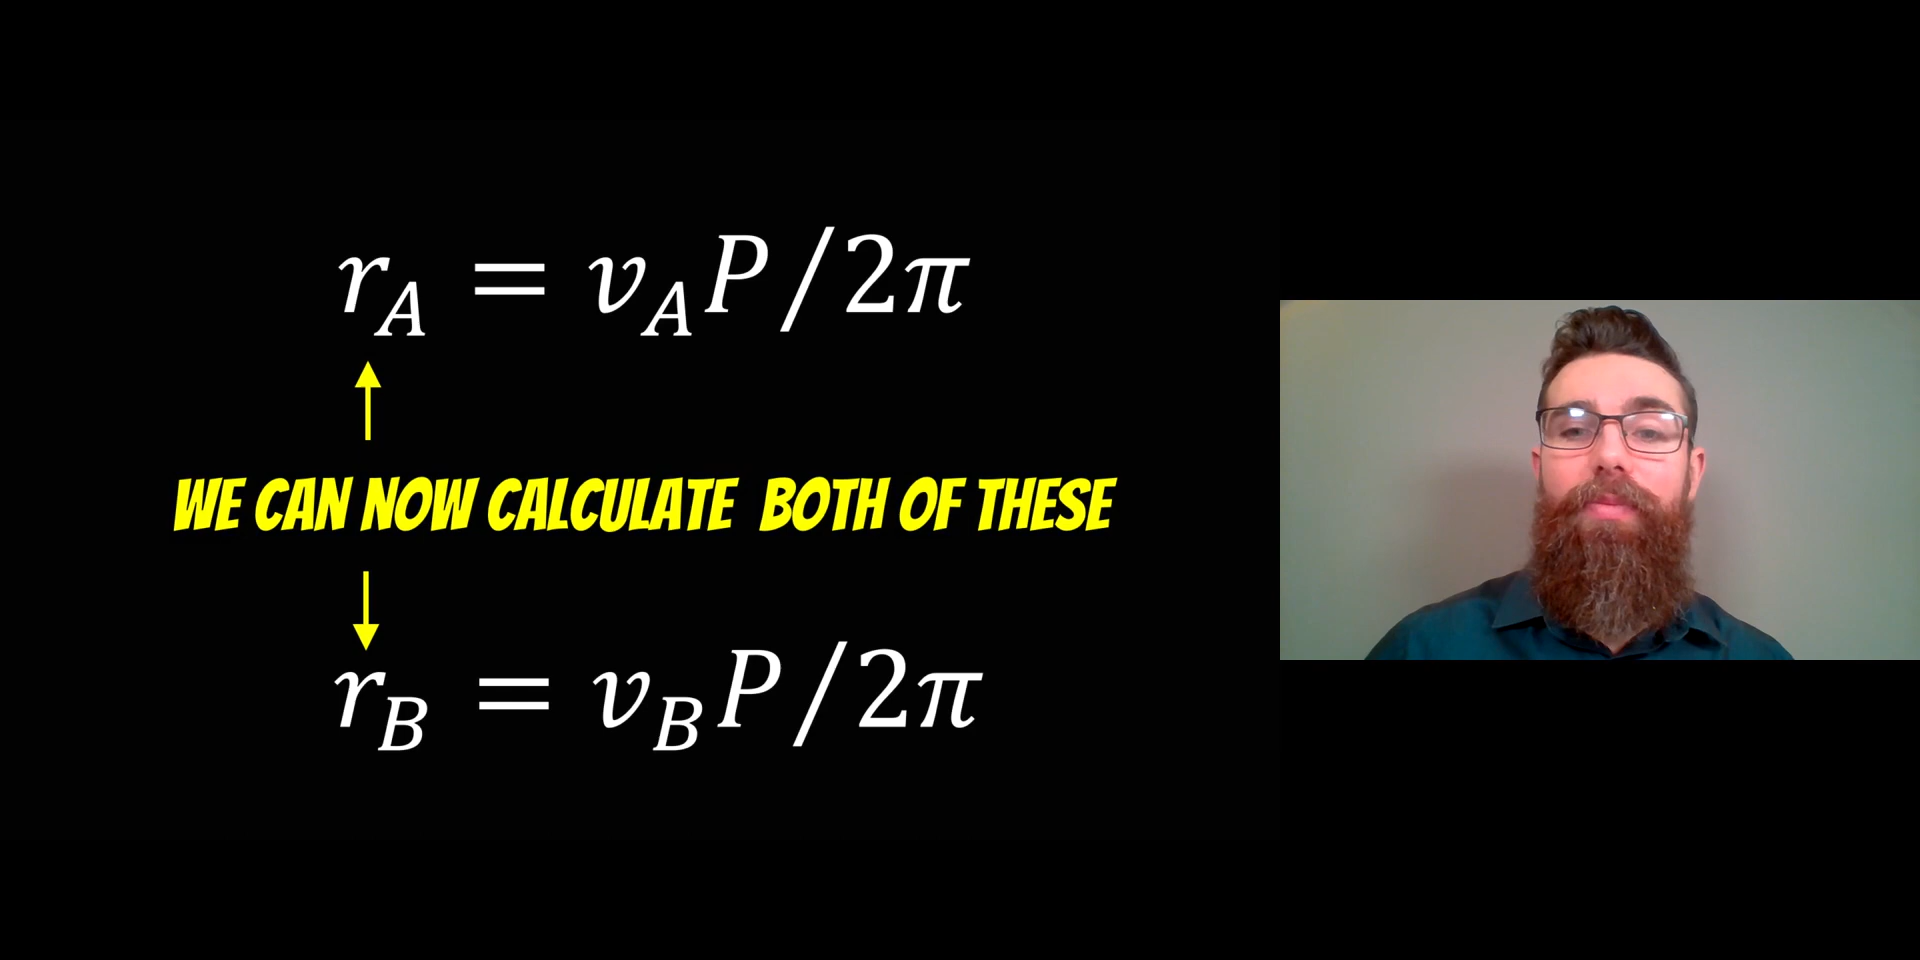 r_A = v_A P/2π
WE CAN NOW CALCULATE BOTH OF THESE
r_B = v_B P/2π